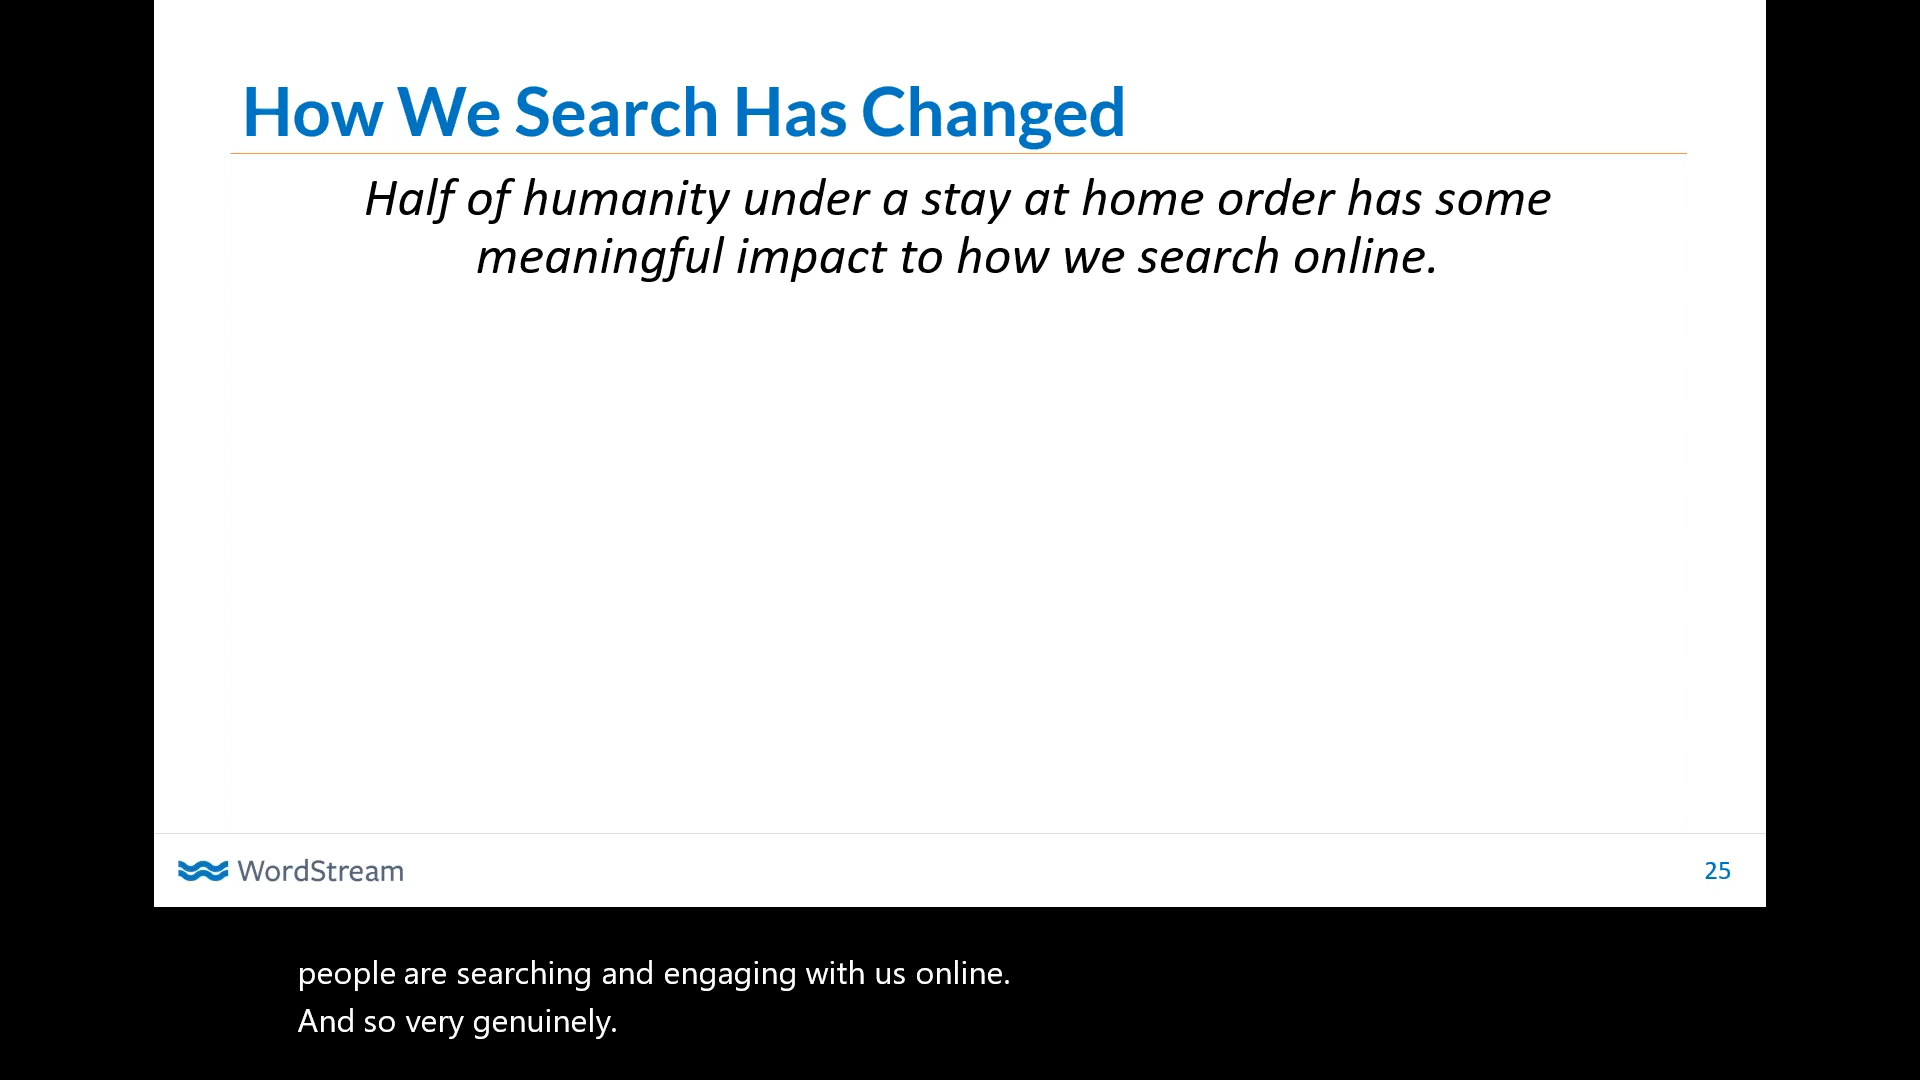 How We Search Has Changed
Half of humanity under a stay at home order has some
meaningful impact to how we search online.
WordStream
25
people are searching and engaging with us online.
And so very genuinely.